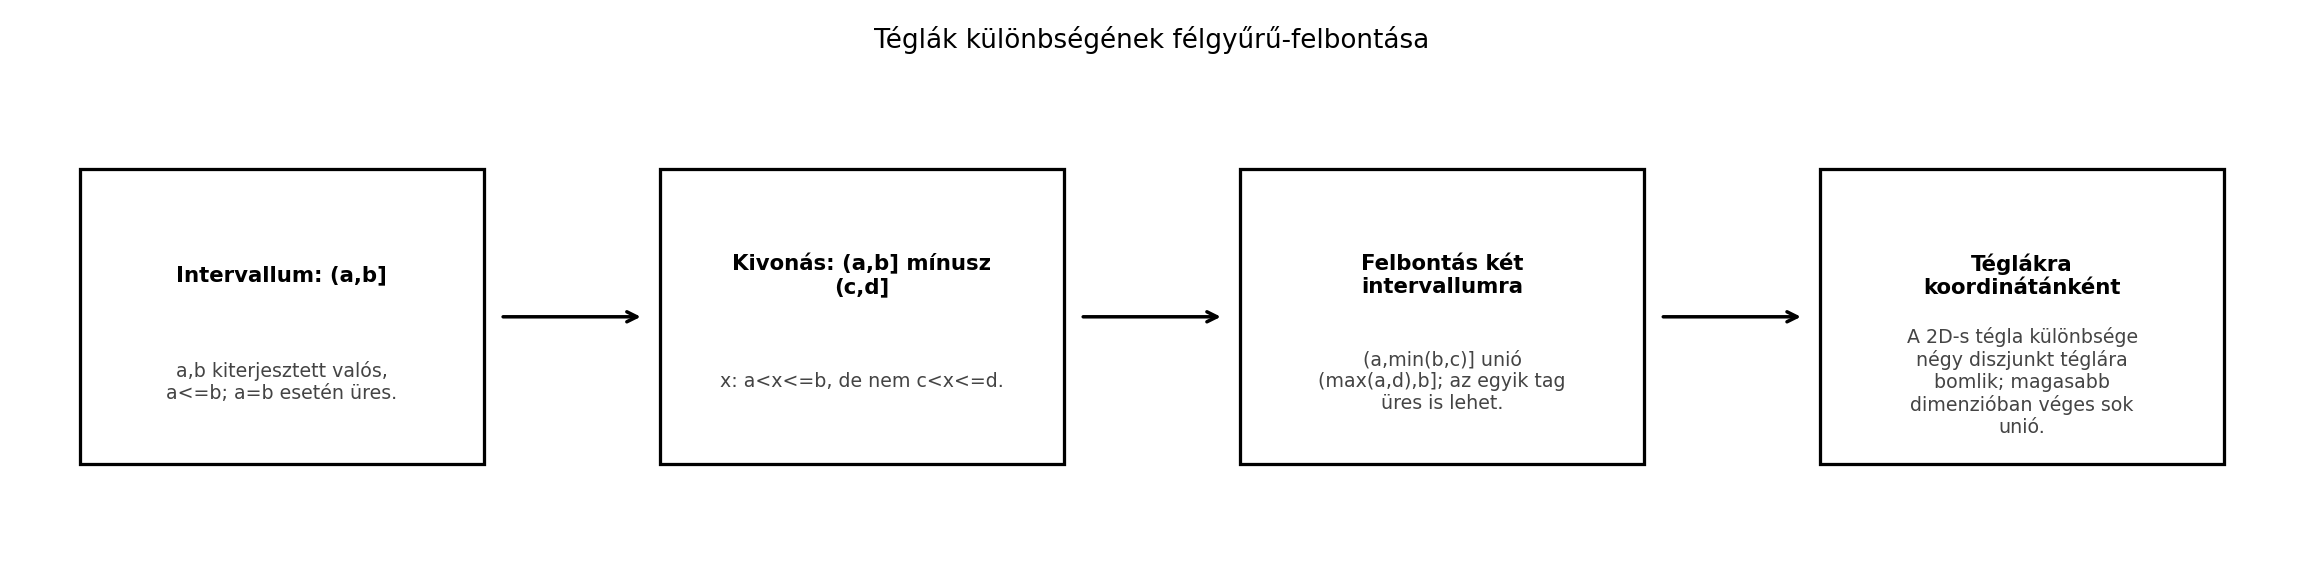 Téglák különbségének félgyűrű-felbontása
Intervallum: (a,b]
a,b kiterjesztett valós,
a<=b; a=b esetén üres.
Kivonás: (a,b] mínusz
(c,d]
x: a<x<=b, de nem c<x<=d.
Felbontás két
intervallumra
(a,min(b,c)] unió
(max(a,d),b]; az egyik tag
üres is lehet.
Téglákra
koordinátánként
A 2D-s tégla különbsége
négy diszjunkt téglára
bomlik; magasabb
dimenzióban véges sok
unió.